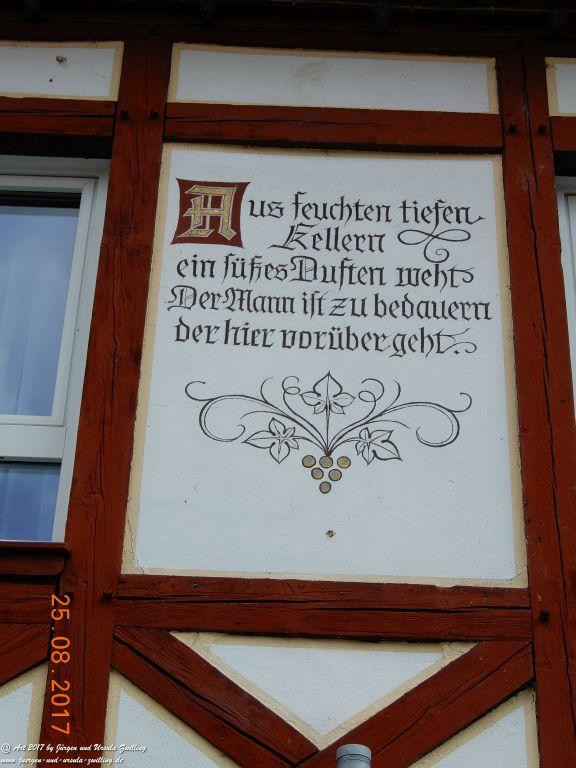 Aus feuchten tiefen
Kellern
ein süßes Duften weht
Der Mann ist zu bedauern
der hier vorüber geht.
25.08.2017
© Art 2017 by Jürgen und Ursula Zwilling
www.juergen-und-ursula-zwilling.de